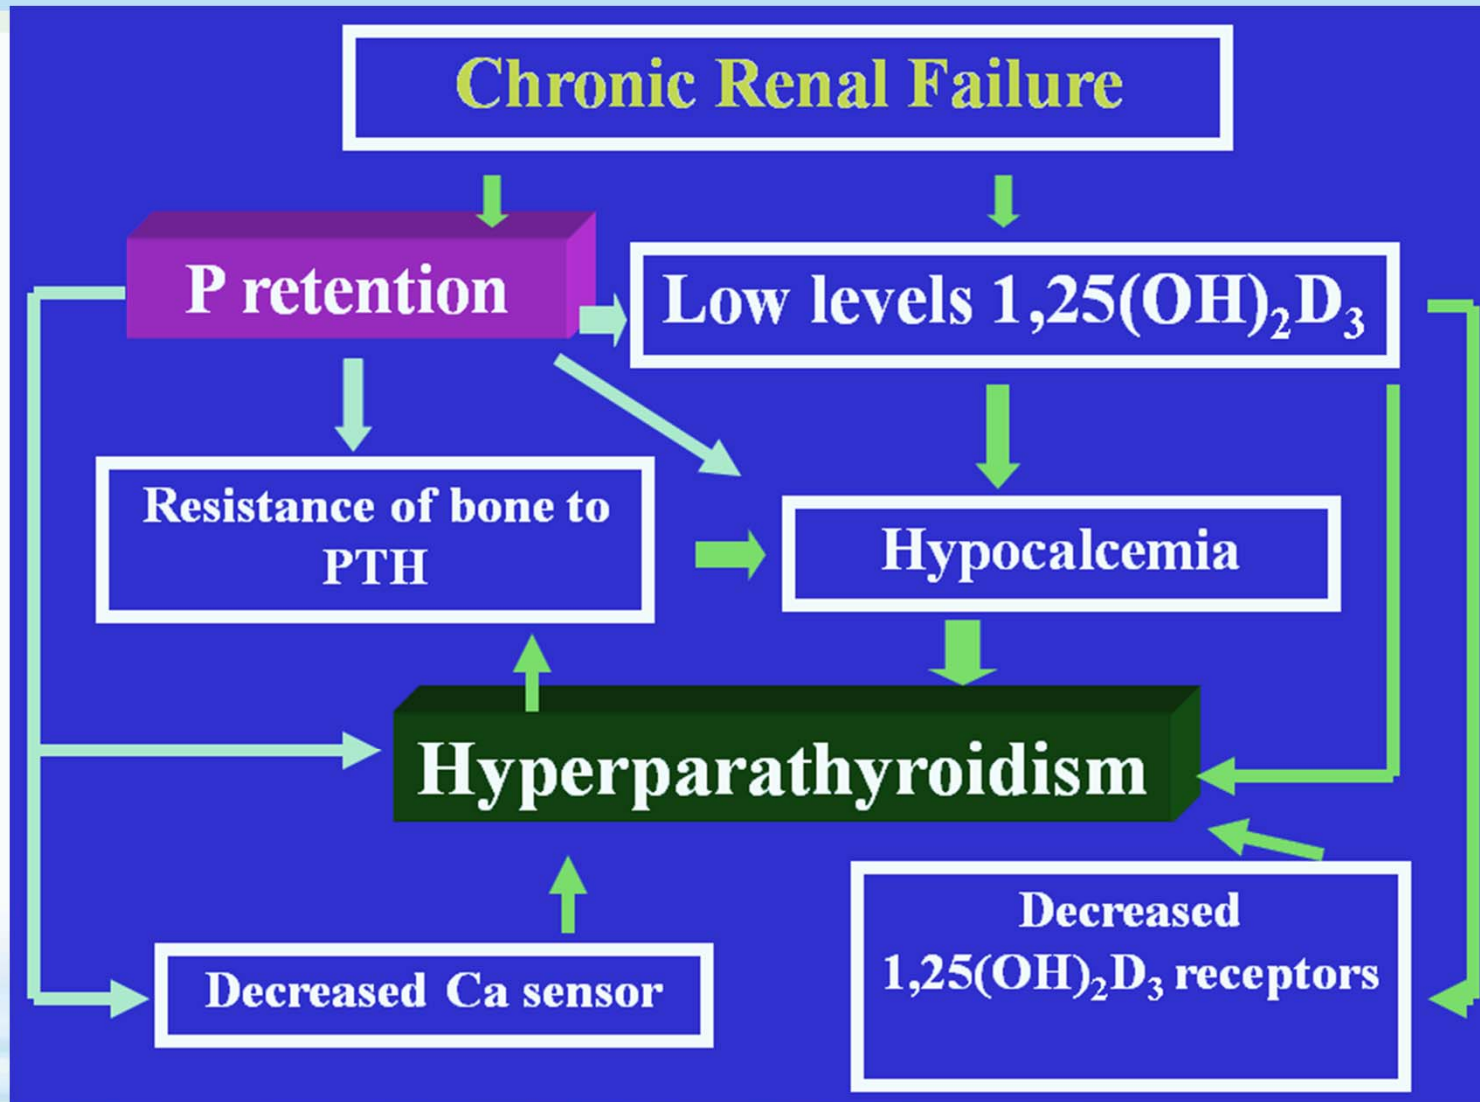 Chronic Renal Failure
P retention
Low levels 1,25(OH)₂D₃
Resistance of bone to
PTH
Hypocalcemia
Hyperparathyroidism
Decreased Ca sensor
Decreased
1,25(OH)₂D₃ receptors